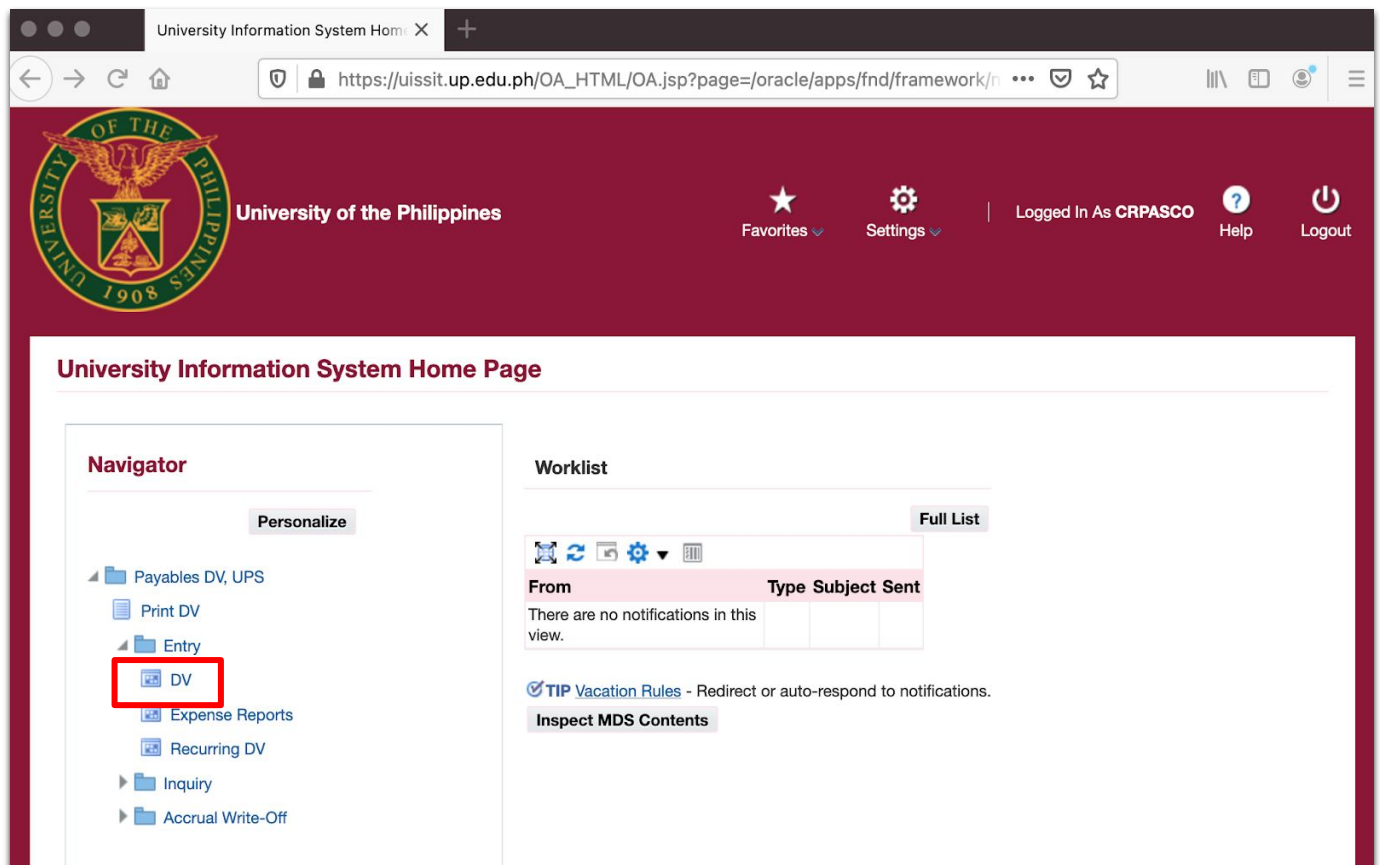 University Information System Hom
https://uissit.up.edu.ph/OA_HTML/OA.jsp?page=/oracle/apps/fnd/framework/
UNIVERSITY OF THE PHILIPPINES
1908
University of the Philippines
Favorites
Settings
Logged In As CRPASCO
Help
Logout
University Information System Home Page
Navigator
Personalize
Payables DV, UPS
Print DV
Entry
DV
Expense Reports
Recurring DV
Inquiry
Accrual Write-Off
Worklist
Full List
From Type Subject Sent
There are no notifications in this
view.
TIP Vacation Rules - Redirect or auto-respond to notifications.
Inspect MDS Contents